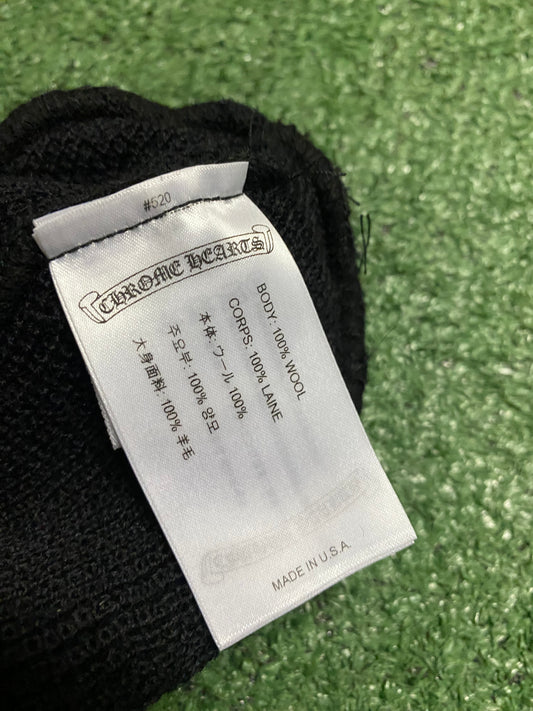 #520
CHROME HEARTS
BODY: 100% WOOL
CORPS: 100% LAINE
本体: ウール 100%
주요부: 100% 양모
大身面料: 100% 羊毛
MADE IN U.S.A.